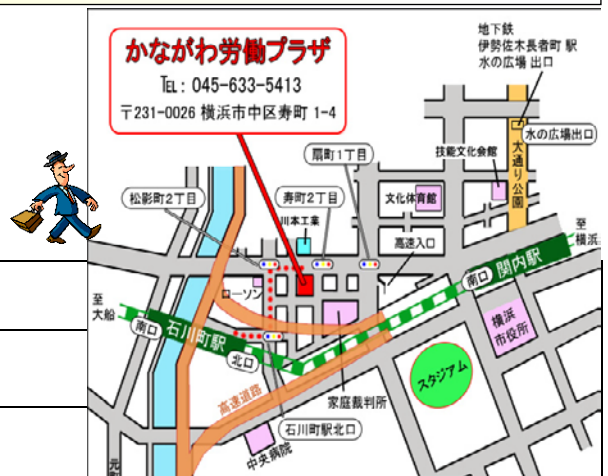 かながわ労働プラザ
℡: 045-633-5413
〒231-0026 横浜市中区寿町 1-4
地下鉄
伊勢佐木長者町 駅
水の広場 出口
水の広場出口
大通り公園
技能文化会館
扇町1丁目
松影町2丁目
寿町2丁目
川本工業
文化体育館
高速入口
至
横浜
関内駅
南口
ローソン
至
大船
南口
石川町駅
北口
横浜
市役所
スタジアム
高速道路
家庭裁判所
石川町駅北口
中央病院
元町